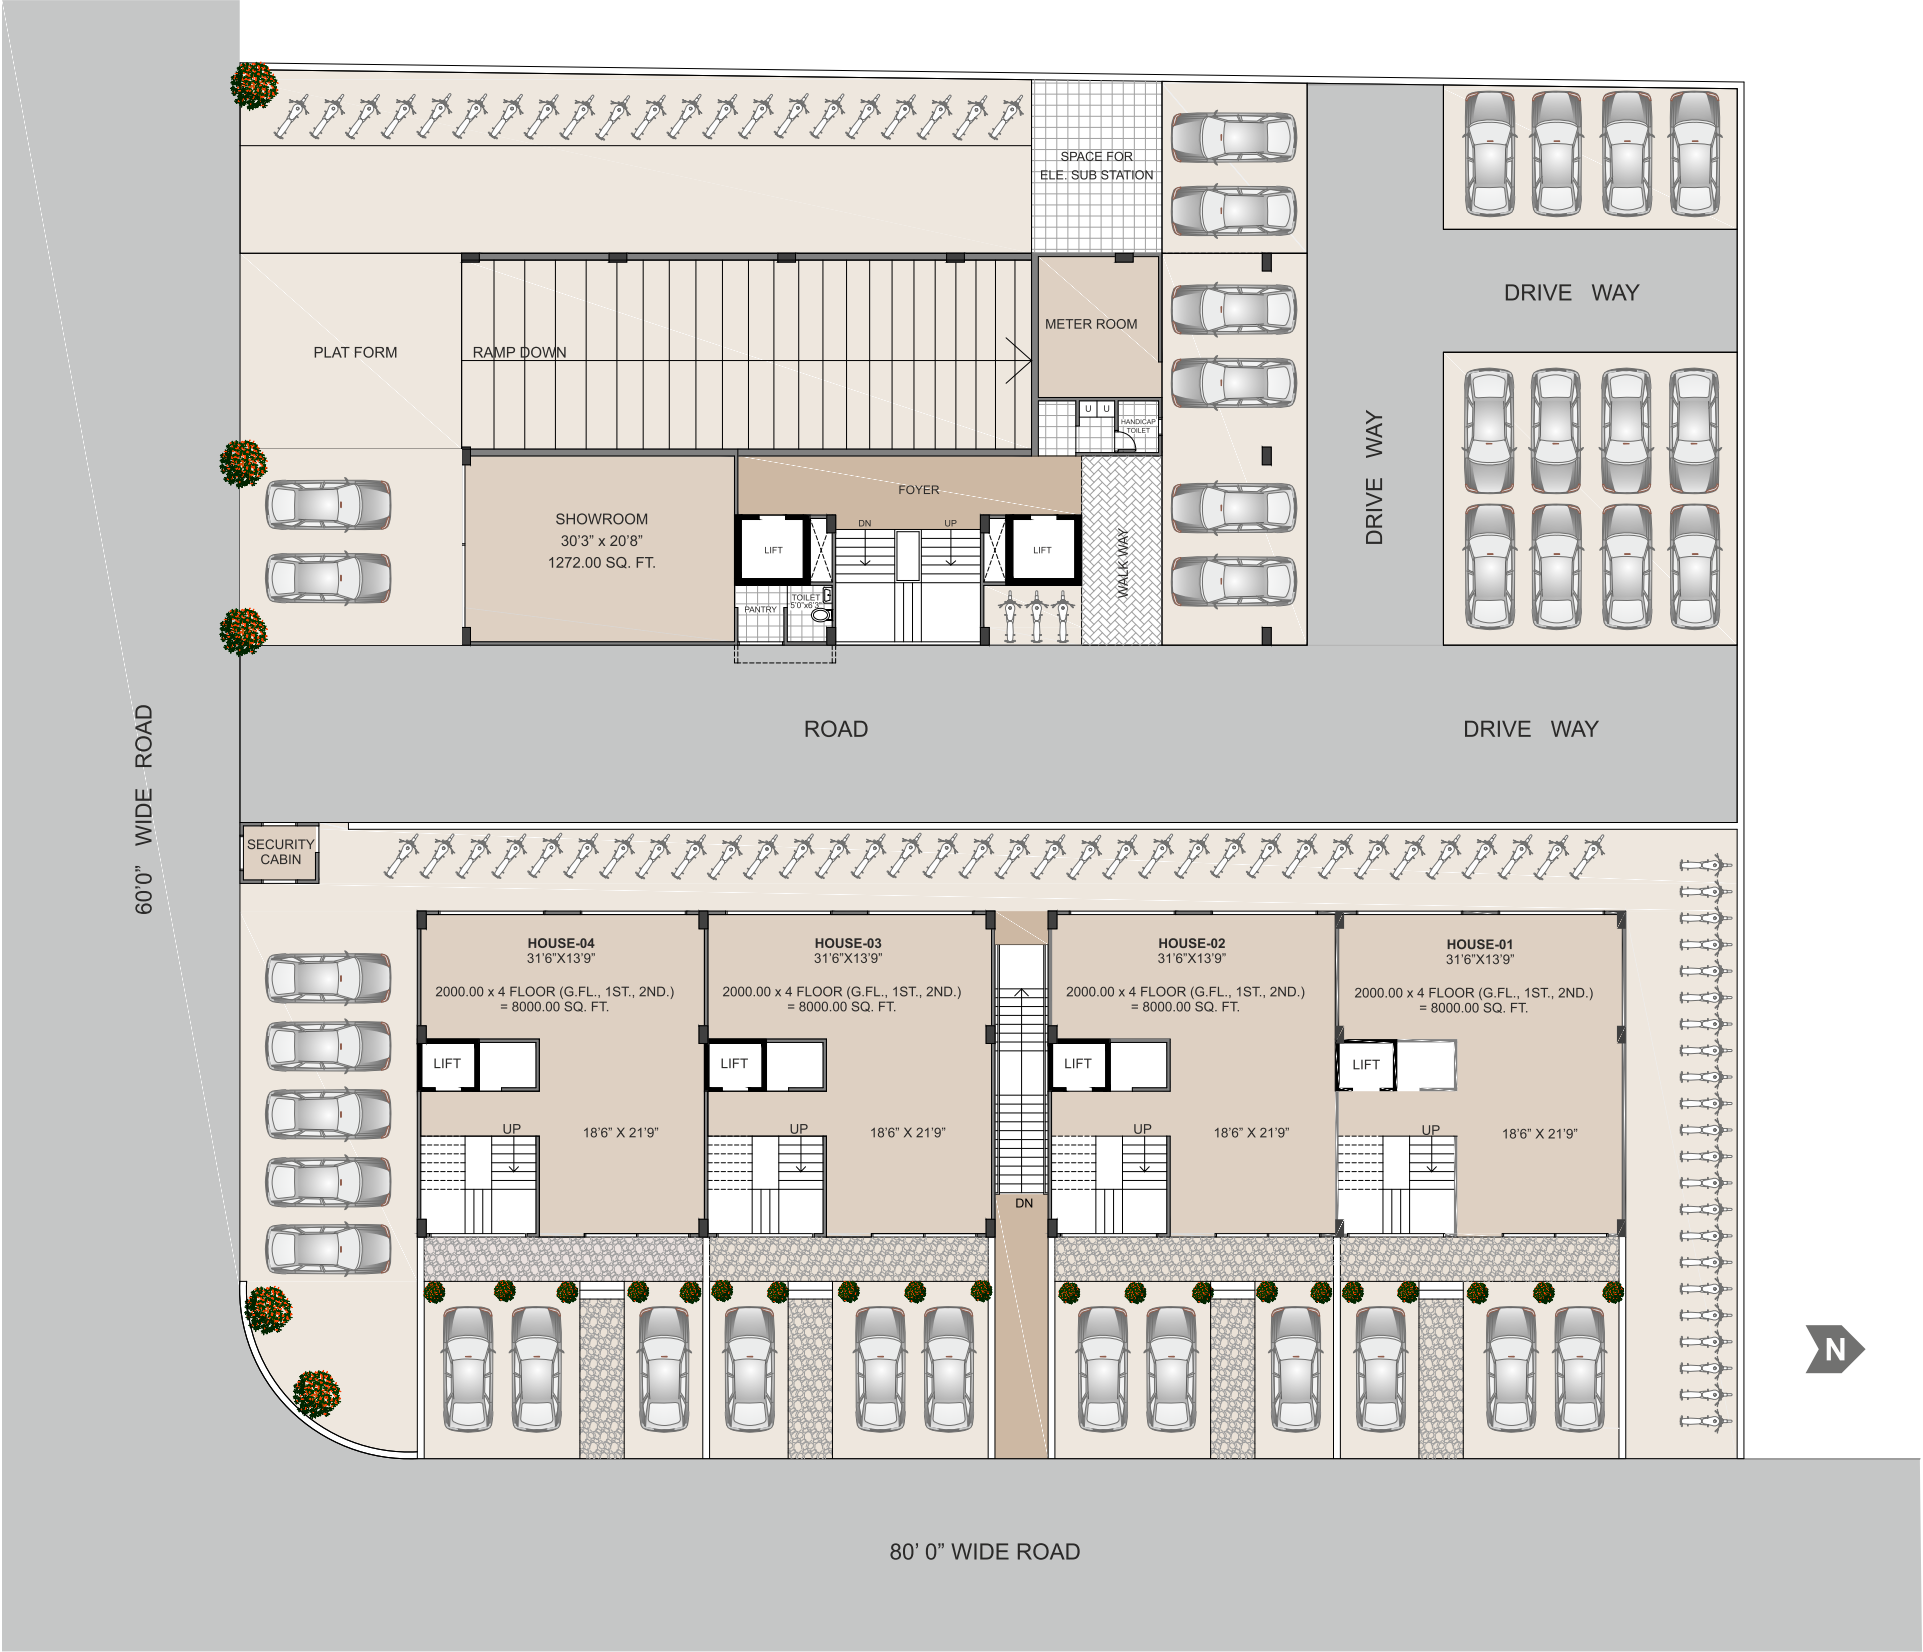 SPACE FOR
ELE. SUB STATION
DRIVE WAY
METER ROOM
PLAT FORM
RAMP DOWN
U U
HANDICAP
TOILET
DRIVE WAY
FOYER
SHOWROOM
30'3" x 20'8"
1272.00 SQ. FT.
DN
UP
LIFT
LIFT
WALK WAY
PANTRY
TOILET
5'0"x6'3"
ROAD
DRIVE WAY
60'0" WIDE ROAD
SECURITY
CABIN
HOUSE-04
31'6"X13'9"
2000.00 x 4 FLOOR (G.FL., 1ST., 2ND.)
= 8000.00 SQ. FT.
LIFT
UP
18'6" X 21'9"
HOUSE-03
31'6"X13'9"
2000.00 x 4 FLOOR (G.FL., 1ST., 2ND.)
= 8000.00 SQ. FT.
LIFT
UP
18'6" X 21'9"
DN
HOUSE-02
31'6"X13'9"
2000.00 x 4 FLOOR (G.FL., 1ST., 2ND.)
= 8000.00 SQ. FT.
LIFT
UP
18'6" X 21'9"
HOUSE-01
31'6"X13'9"
2000.00 x 4 FLOOR (G.FL., 1ST., 2ND.)
= 8000.00 SQ. FT.
LIFT
UP
18'6" X 21'9"
N
80' 0" WIDE ROAD